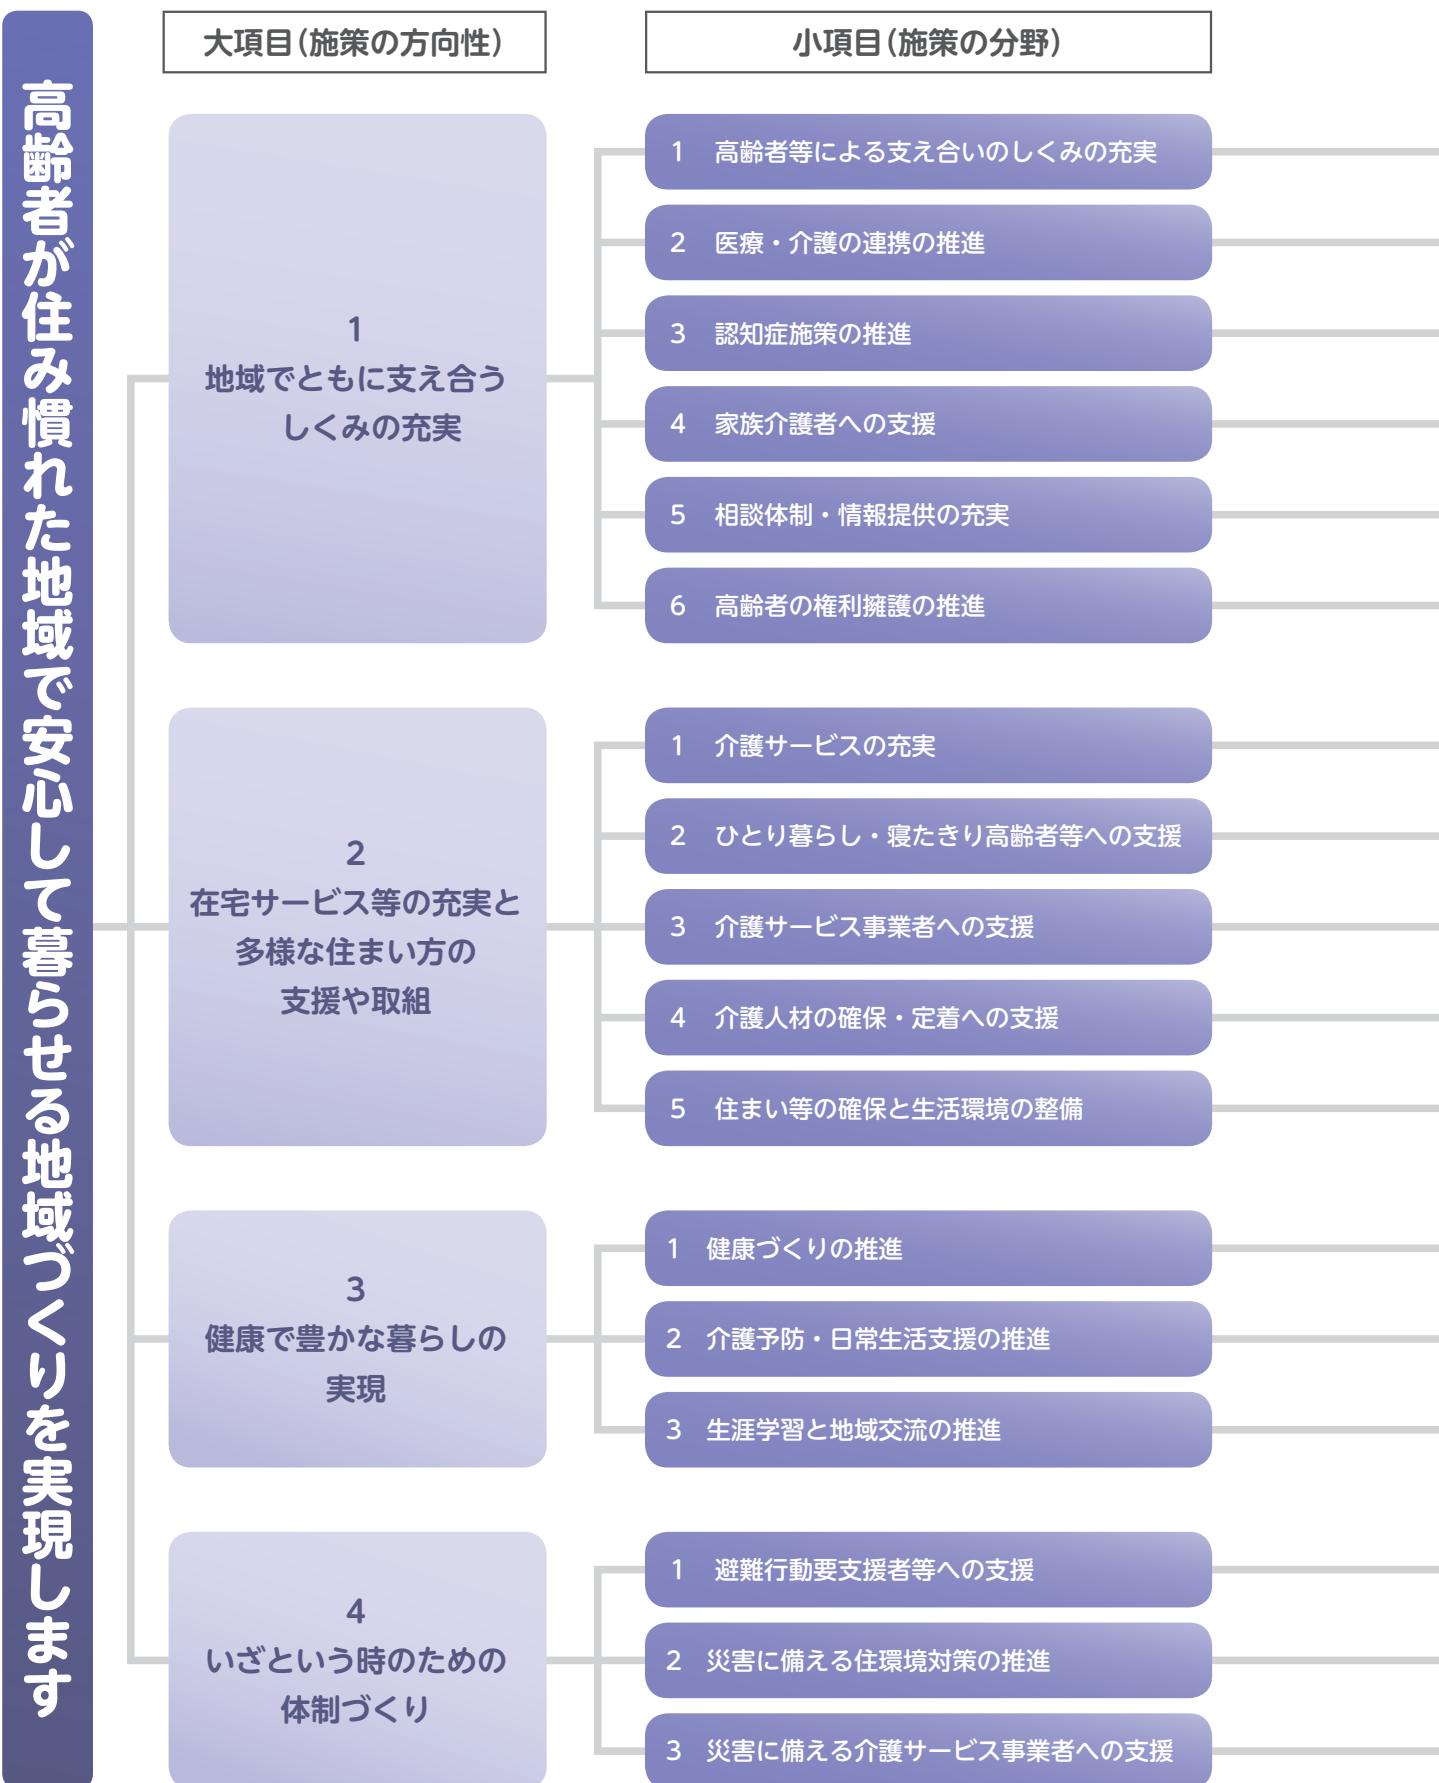 高齢者が住み慣れた地域で安心して暮らせる地域づくりを実現します
大項目(施策の方向性)
小項目(施策の分野)
1
地域でともに支え合う
しくみの充実
1 高齢者等による支え合いのしくみの充実
2 医療・介護の連携の推進
3 認知症施策の推進
4 家族介護者への支援
5 相談体制・情報提供の充実
6 高齢者の権利擁護の推進
2
在宅サービス等の充実と
多様な住まい方の
支援や取組
1 介護サービスの充実
2 ひとり暮らし・寝たきり高齢者等への支援
3 介護サービス事業者への支援
4 介護人材の確保・定着への支援
5 住まい等の確保と生活環境の整備
3
健康で豊かな暮らしの
実現
1 健康づくりの推進
2 介護予防・日常生活支援の推進
3 生涯学習と地域交流の推進
4
いざという時のための
体制づくり
1 避難行動要支援者等への支援
2 災害に備える住環境対策の推進
3 災害に備える介護サービス事業者への支援